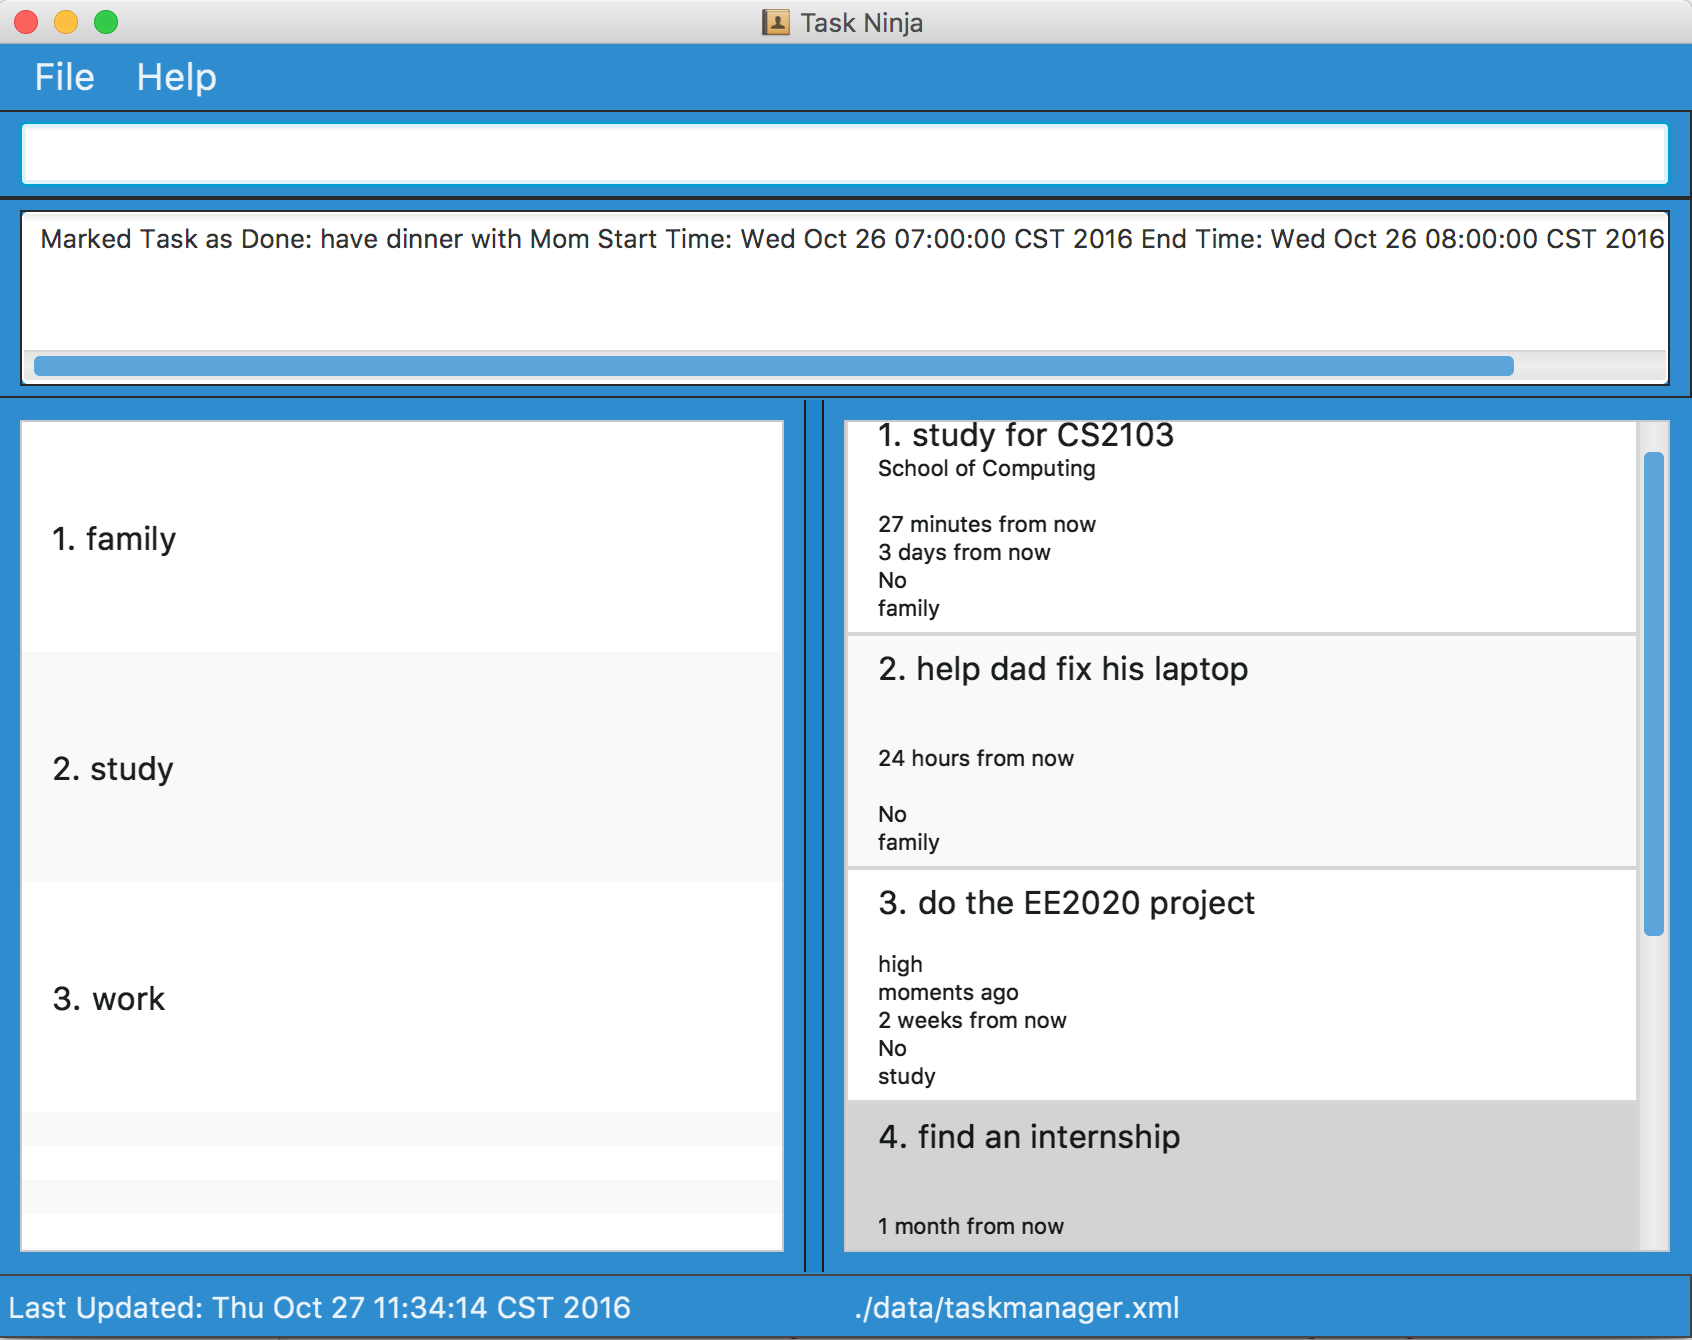 Task Ninja
File Help
Marked Task as Done: have dinner with Mom Start Time: Wed Oct 26 07:00:00 CST 2016 End Time: Wed Oct 26 08:00:00 CST 2016
1. family
2. study
3. work
1. study for CS2103
School of Computing
27 minutes from now
3 days from now
No
family
2. help dad fix his laptop
24 hours from now
No
family
3. do the EE2020 project
high
moments ago
2 weeks from now
No
study
4. find an internship
1 month from now
Last Updated: Thu Oct 27 11:34:14 CST 2016
./data/taskmanager.xml